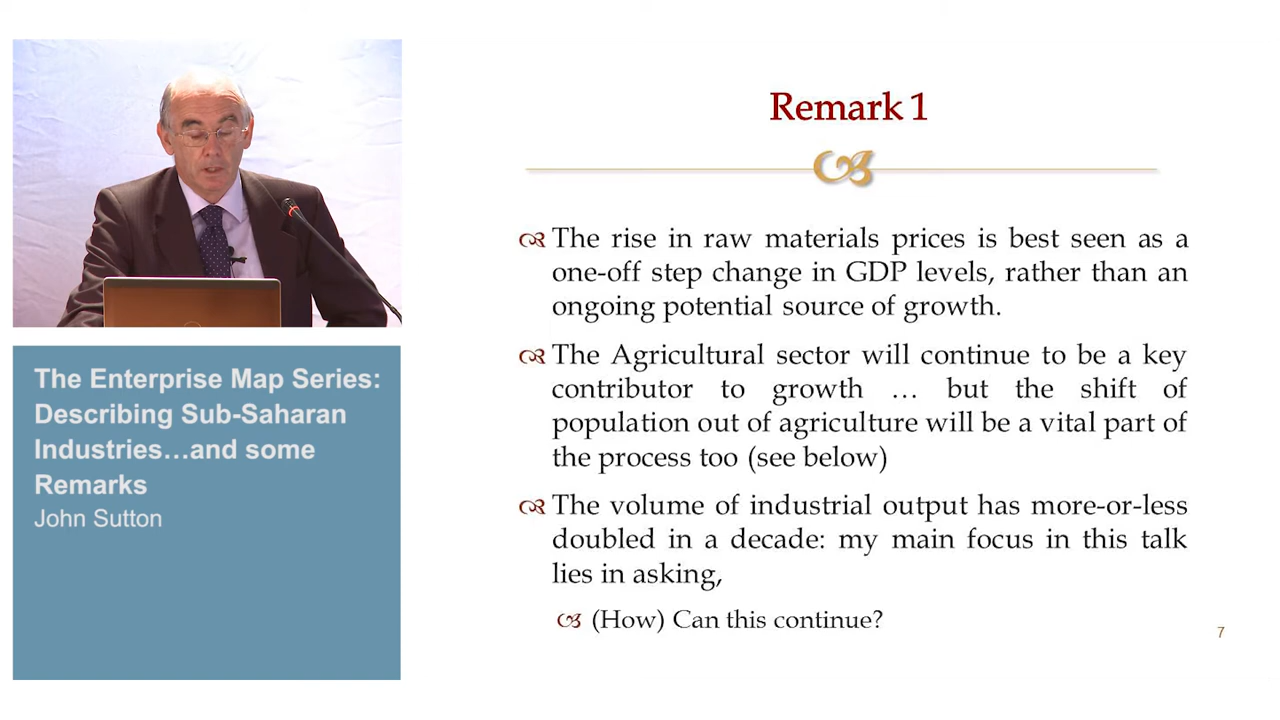 Remark 1
The rise in raw materials prices is best seen as a
one-off step change in GDP levels, rather than an
ongoing potential source of growth.
The Agricultural sector will continue to be a key
contributor to growth … but the shift of
population out of agriculture will be a vital part of
the process too (see below)
The volume of industrial output has more-or-less
doubled in a decade: my main focus in this talk
lies in asking,
(How) Can this continue?
7
The Enterprise Map Series:
Describing Sub-Saharan
Industries…and some
Remarks
John Sutton